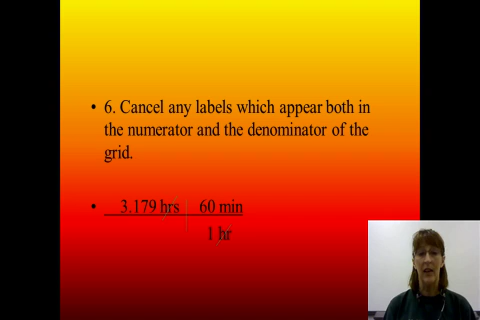 • 6. Cancel any labels which appear both in
the numerator and the denominator of the
grid.
• 3.179 hrs 60 min
1 hr